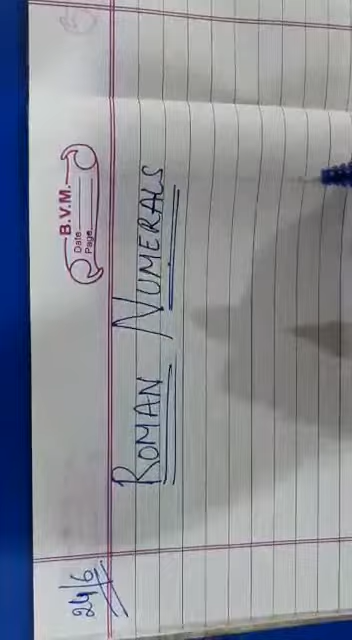 24/6
B.V.M.
Date
Page
ROMAN NUMERALS